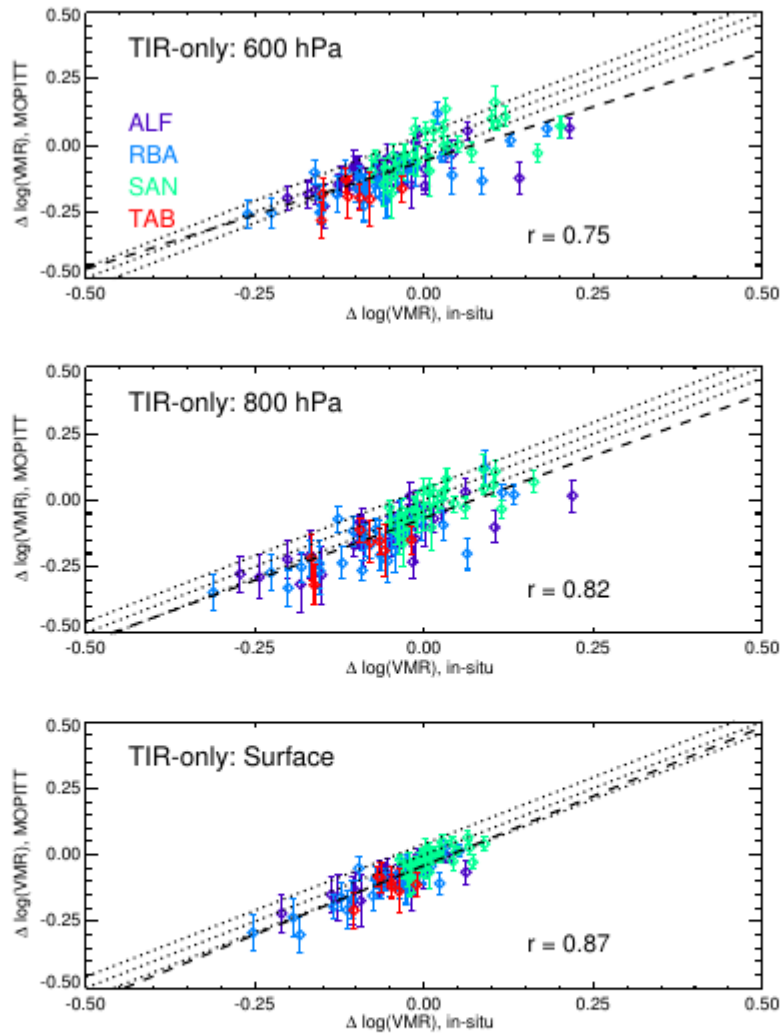 TIR-only: 600 hPa
ALF
RBA
SAN
TAB
r = 0.75
0.50
0.25
0.00
-0.25
-0.50
Δ log(VMR), MOPITT
-0.50 -0.25 0.00 0.25 0.50
Δ log(VMR), in-situ
TIR-only: 800 hPa
r = 0.82
0.50
0.25
0.00
-0.25
-0.50
Δ log(VMR), MOPITT
-0.50 -0.25 0.00 0.25 0.50
Δ log(VMR), in-situ
TIR-only: Surface
r = 0.87
0.50
0.25
0.00
-0.25
-0.50
Δ log(VMR), MOPITT
-0.50 -0.25 0.00 0.25 0.50
Δ log(VMR), in-situ